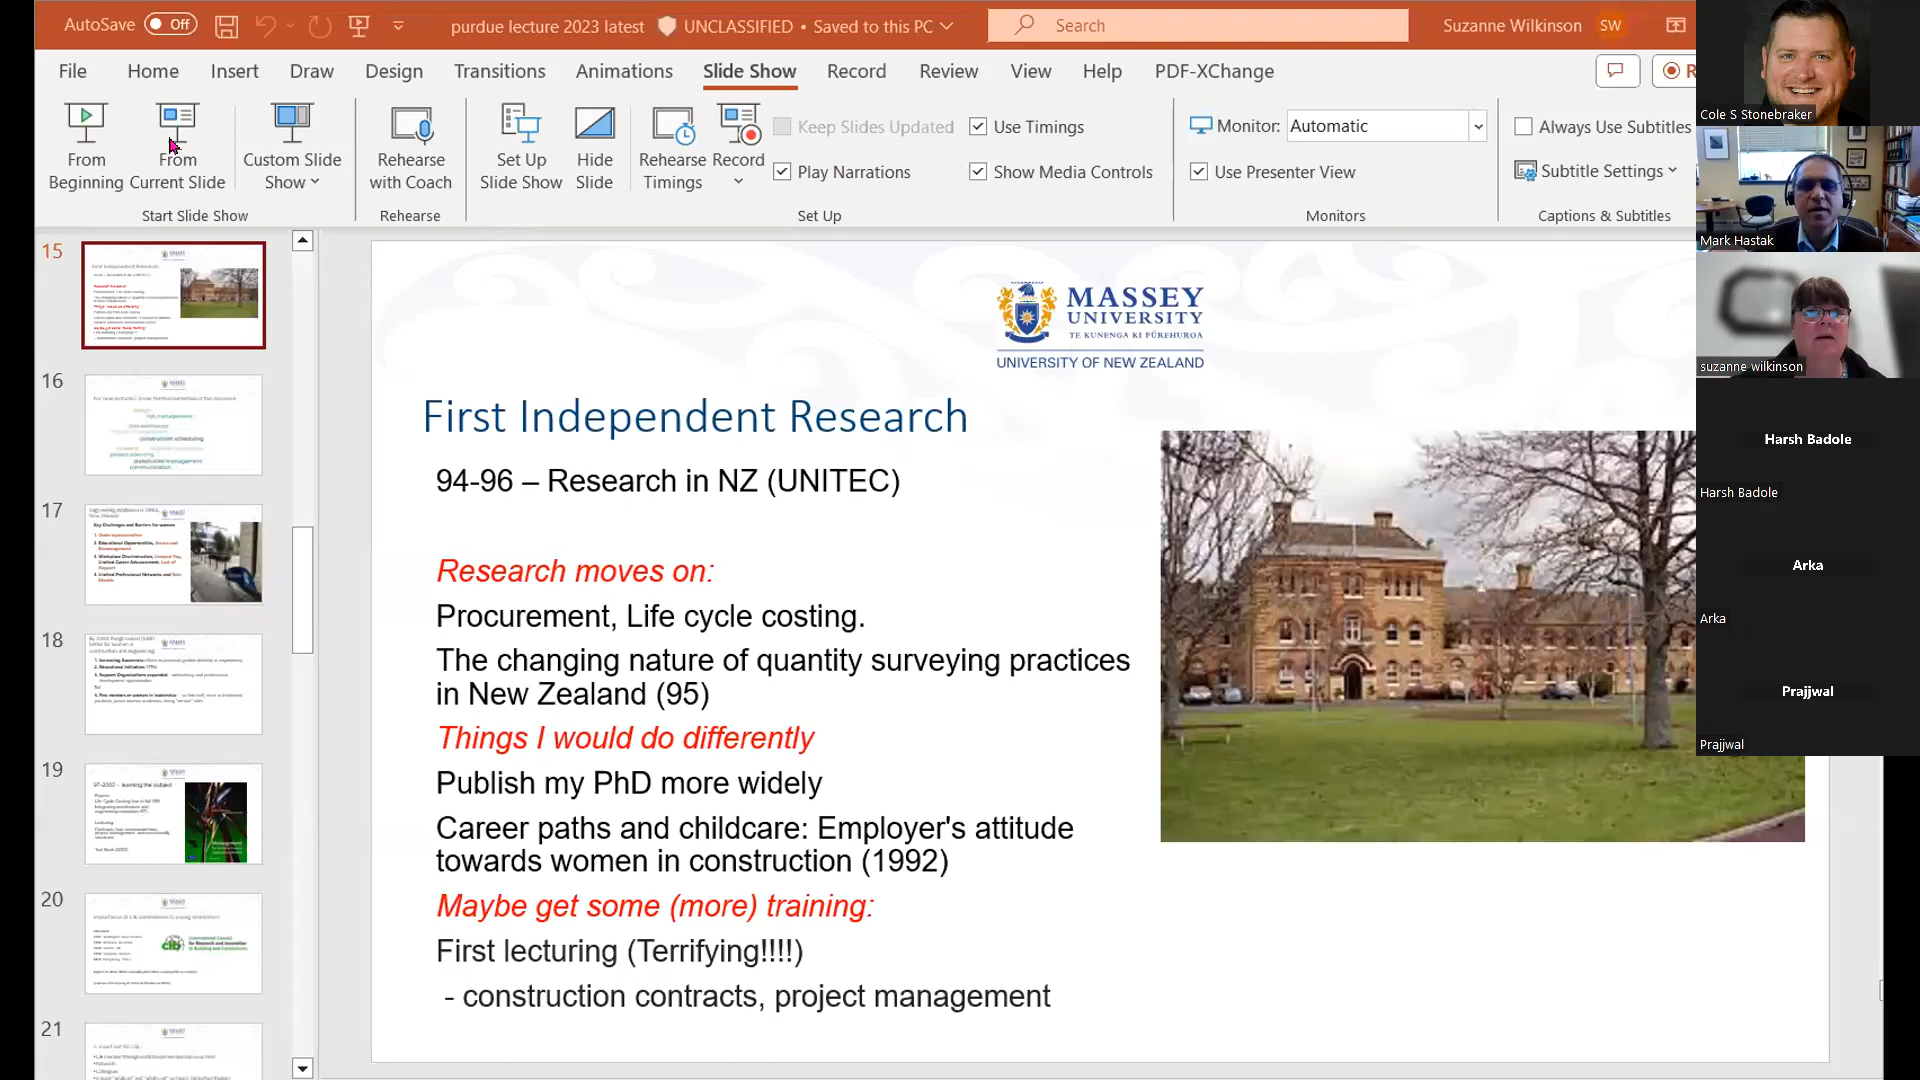 AutoSave Off purdue lecture 2023 latest UNCLASSIFIED • Saved to this PC Search Suzanne Wilkinson SW
File Home Insert Draw Design Transitions Animations Slide Show Record Review View Help PDF-XChange
From Beginning
From Current Slide
Custom Slide Show
Start Slide Show
Rehearse with Coach
Rehearse
Set Up Slide Show
Hide Slide
Rehearse Timings
Record
Keep Slides Updated
Play Narrations
Use Timings
Show Media Controls
Set Up
Monitor: Automatic
Use Presenter View
Monitors
Always Use Subtitles
Subtitle Settings
Captions & Subtitles
15
16
17
18
19
20
21
MASSEY
UNIVERSITY
TE KUNENGA KI PŪREHUROA
UNIVERSITY OF NEW ZEALAND
First Independent Research
94-96 – Research in NZ (UNITEC)
Research moves on:
Procurement, Life cycle costing.
The changing nature of quantity surveying practices
in New Zealand (95)
Things I would do differently
Publish my PhD more widely
Career paths and childcare: Employer's attitude
towards women in construction (1992)
Maybe get some (more) training:
First lecturing (Terrifying!!!!)
- construction contracts, project management
Cole S Stonebraker
Mark Hastak
suzanne wilkinson
Harsh Badole
Harsh Badole
Arka
Arka
Prajjwal
Prajjwal